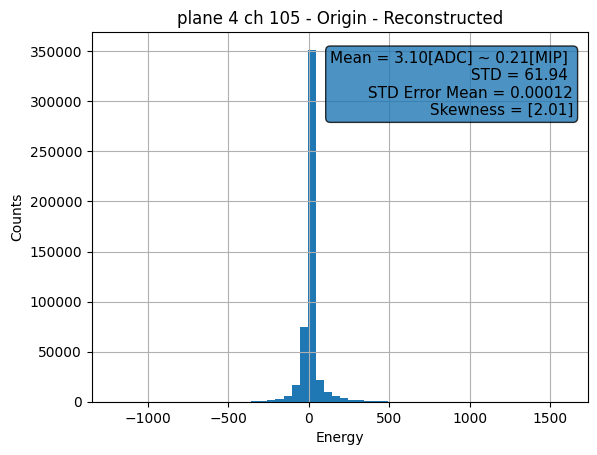 plane 4 ch 105 - Origin - Reconstructed
350000
300000
250000
200000
150000
100000
50000
0
Counts
Mean = 3.10[ADC] ~ 0.21[MIP]
STD = 61.94
STD Error Mean = 0.00012
Skewness = [2.01]
−1000
−500
0
500
1000
1500
Energy